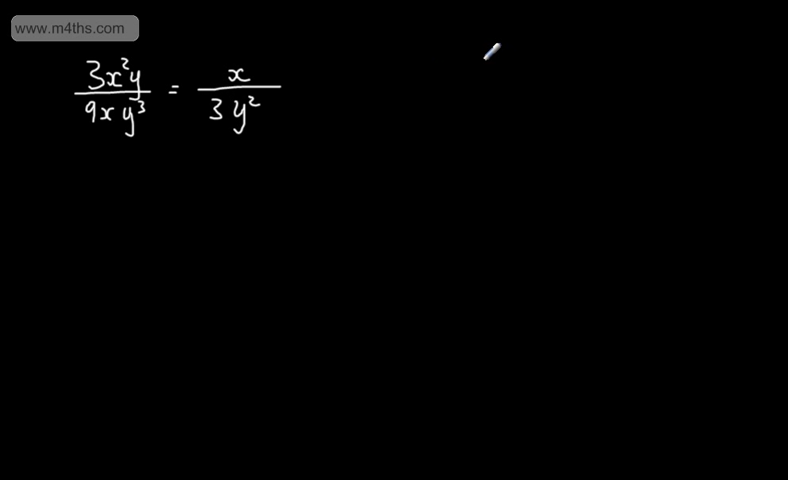 www.m4ths.com
3x²y / 9xy³ = x / 3y²